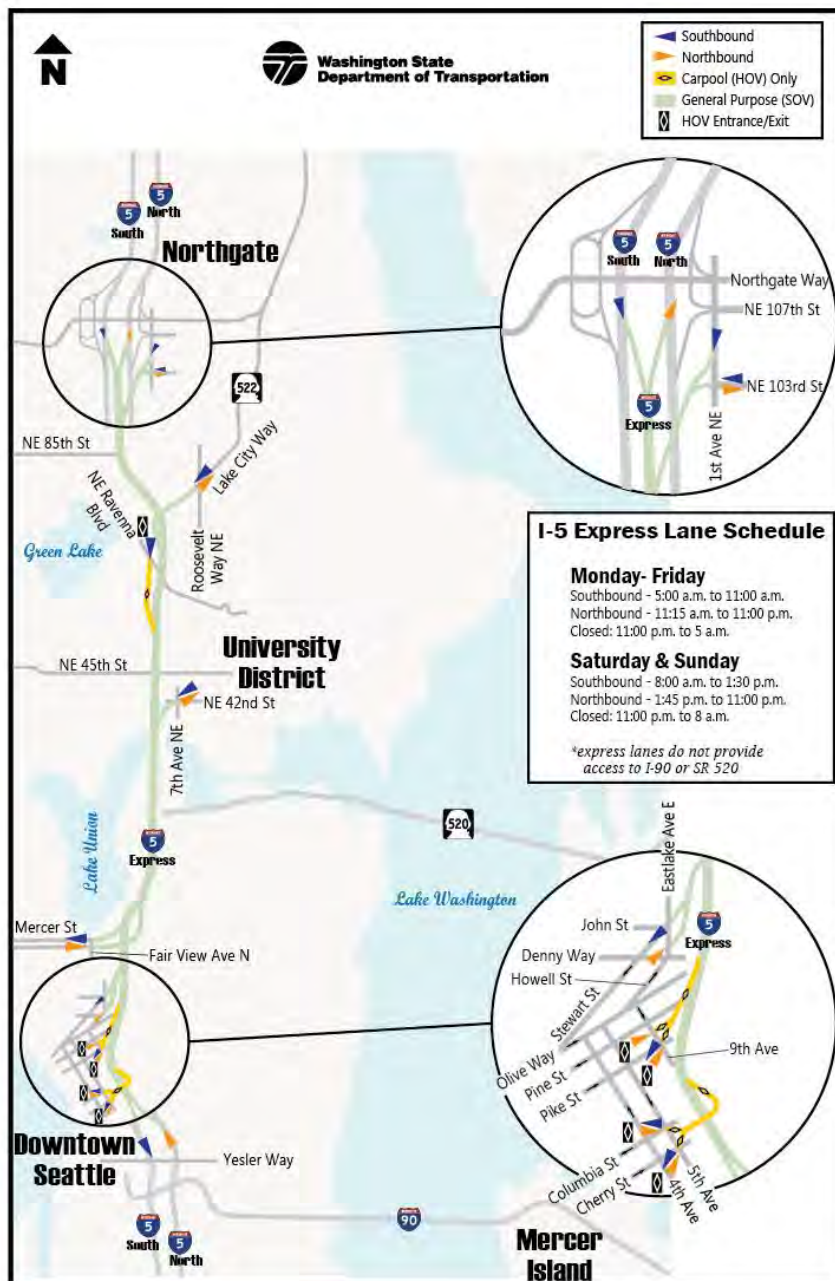 N
Washington State
Department of Transportation
Southbound
Northbound
Carpool (HOV) Only
General Purpose (SOV)
HOV Entrance/Exit
5
South
5
North
Northgate
5
South
5
North
Northgate Way
NE 107th St
NE 103rd St
5
Express
1st Ave NE
522
NE 85th St
Lake City Way
NE Ravenna
Blvd
Green Lake
Roosevelt
Way NE
I-5 Express Lane Schedule
Monday- Friday
Southbound - 5:00 a.m. to 11:00 a.m.
Northbound - 11:15 a.m. to 11:00 p.m.
Closed: 11:00 p.m. to 5 a.m.
Saturday & Sunday
Southbound - 8:00 a.m. to 1:30 p.m.
Northbound - 1:45 p.m. to 11:00 p.m.
Closed: 11:00 p.m. to 8 a.m.
*express lanes do not provide
access to I-90 or SR 520
University
District
NE 45th St
NE 42nd St
7th Ave NE
520
Lake Union
5
Express
Lake Washington
Mercer St
Fair View Ave N
Eastlake Ave E
John St
5
Express
Denny Way
Howell St
Stewart St
Olive Way
Pine St
Pike St
9th Ave
Columbia St
Cherry St
4th Ave
5th Ave
Downtown
Seattle
Yesler Way
5
South
5
North
90
Mercer
Island